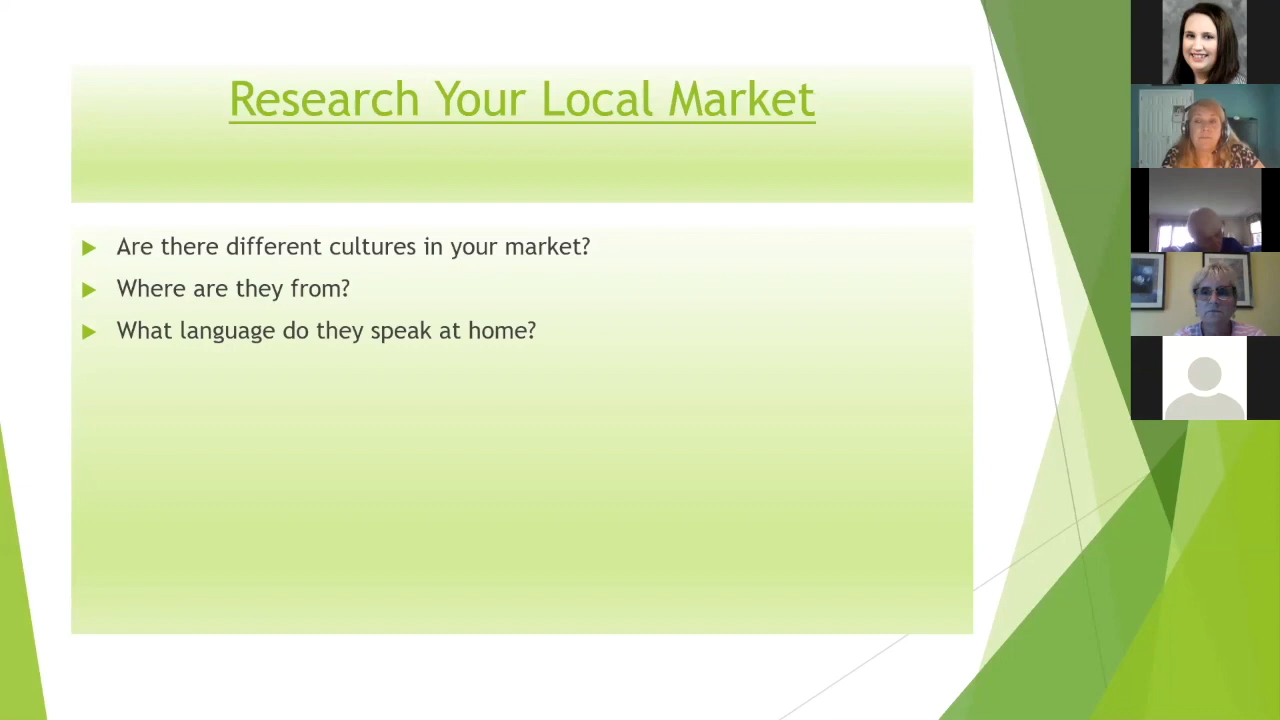 Research Your Local Market
Are there different cultures in your market?
Where are they from?
What language do they speak at home?